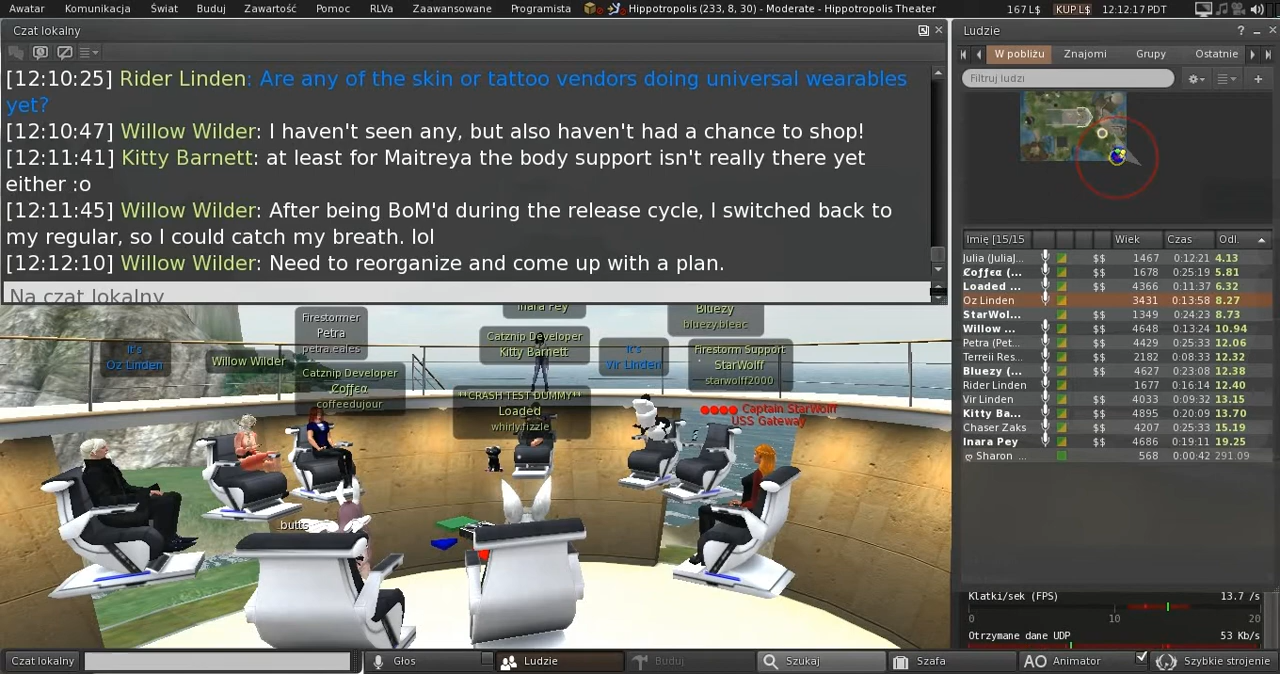 Awatar Komunikacja Świat Buduj Zawartość Pomoc RLVa Zaawansowane Programista Hippotropolis (233, 8, 30) - Moderate - Hippotropolis Theater 167 L$ KUP L$ 12:12:17 PDT
Czat lokalny
[12:10:25] Rider Linden: Are any of the skin or tattoo vendors doing universal wearables
yet?
[12:10:47] Willow Wilder: I haven't seen any, but also haven't had a chance to shop!
[12:11:41] Kitty Barnett: at least for Maitreya the body support isn't really there yet
either :o
[12:11:45] Willow Wilder: After being BoM'd during the release cycle, I switched back to
my regular, so I could catch my breath. lol
[12:12:10] Willow Wilder: Need to reorganize and come up with a plan.
Na czat lokalny
Ludzie
W pobliżu Znajomi Grupy Ostatnie
Filtruj ludzi
Imię [15/15 Wiek Czas Odl.
Julia (JuliaJ... $$ 1467 0:12:21 4.13
Coffee (... $$ 1678 0:25:19 5.81
Loaded ... $$ 4366 0:11:37 6.32
Oz Linden 3431 0:13:58 8.27
StarWol... $$ 1349 0:24:23 8.73
Willow ... $$ 4648 0:13:24 10.94
Petra (Pet... $$ 4429 0:25:33 12.06
Terreii Res... $$ 2182 0:08:33 12.32
Bluezy (... $$ 4627 0:23:08 12.38
Rider Linden 1677 0:16:14 12.40
Vir Linden $$ 4033 0:09:32 13.15
Kitty Ba... $$ 4895 0:20:09 13.70
Chaser Zaks $$ 4207 0:25:33 15.19
Inara Pey $$ 4686 0:19:11 19.25
ღ Sharon ... 568 0:00:42 291.09
Klatki/sek (FPS) 13.7 /s
0 10 20
Otrzymane dane UDP 53 Kb/s
Inara Pey
Bluezy
bluezy.bleac
Firestormer
Petra
petra.eales
Catznip Developer
Kitty Barnett
It's
Oz Linden
Willow Wilder
It's
Vir Linden
Firestorm Support
StarWolff
starwolff2000
Catznip Developer
Coffee
coffeedujour
**CRASH TEST DUMMY**
Loaded
whirly.fizzle
Captain StarWolff
USS Gateway
butts
Czat lokalny Głos Ludzie Buduj Szukaj Szafa AO Animator Szybkie strojenie